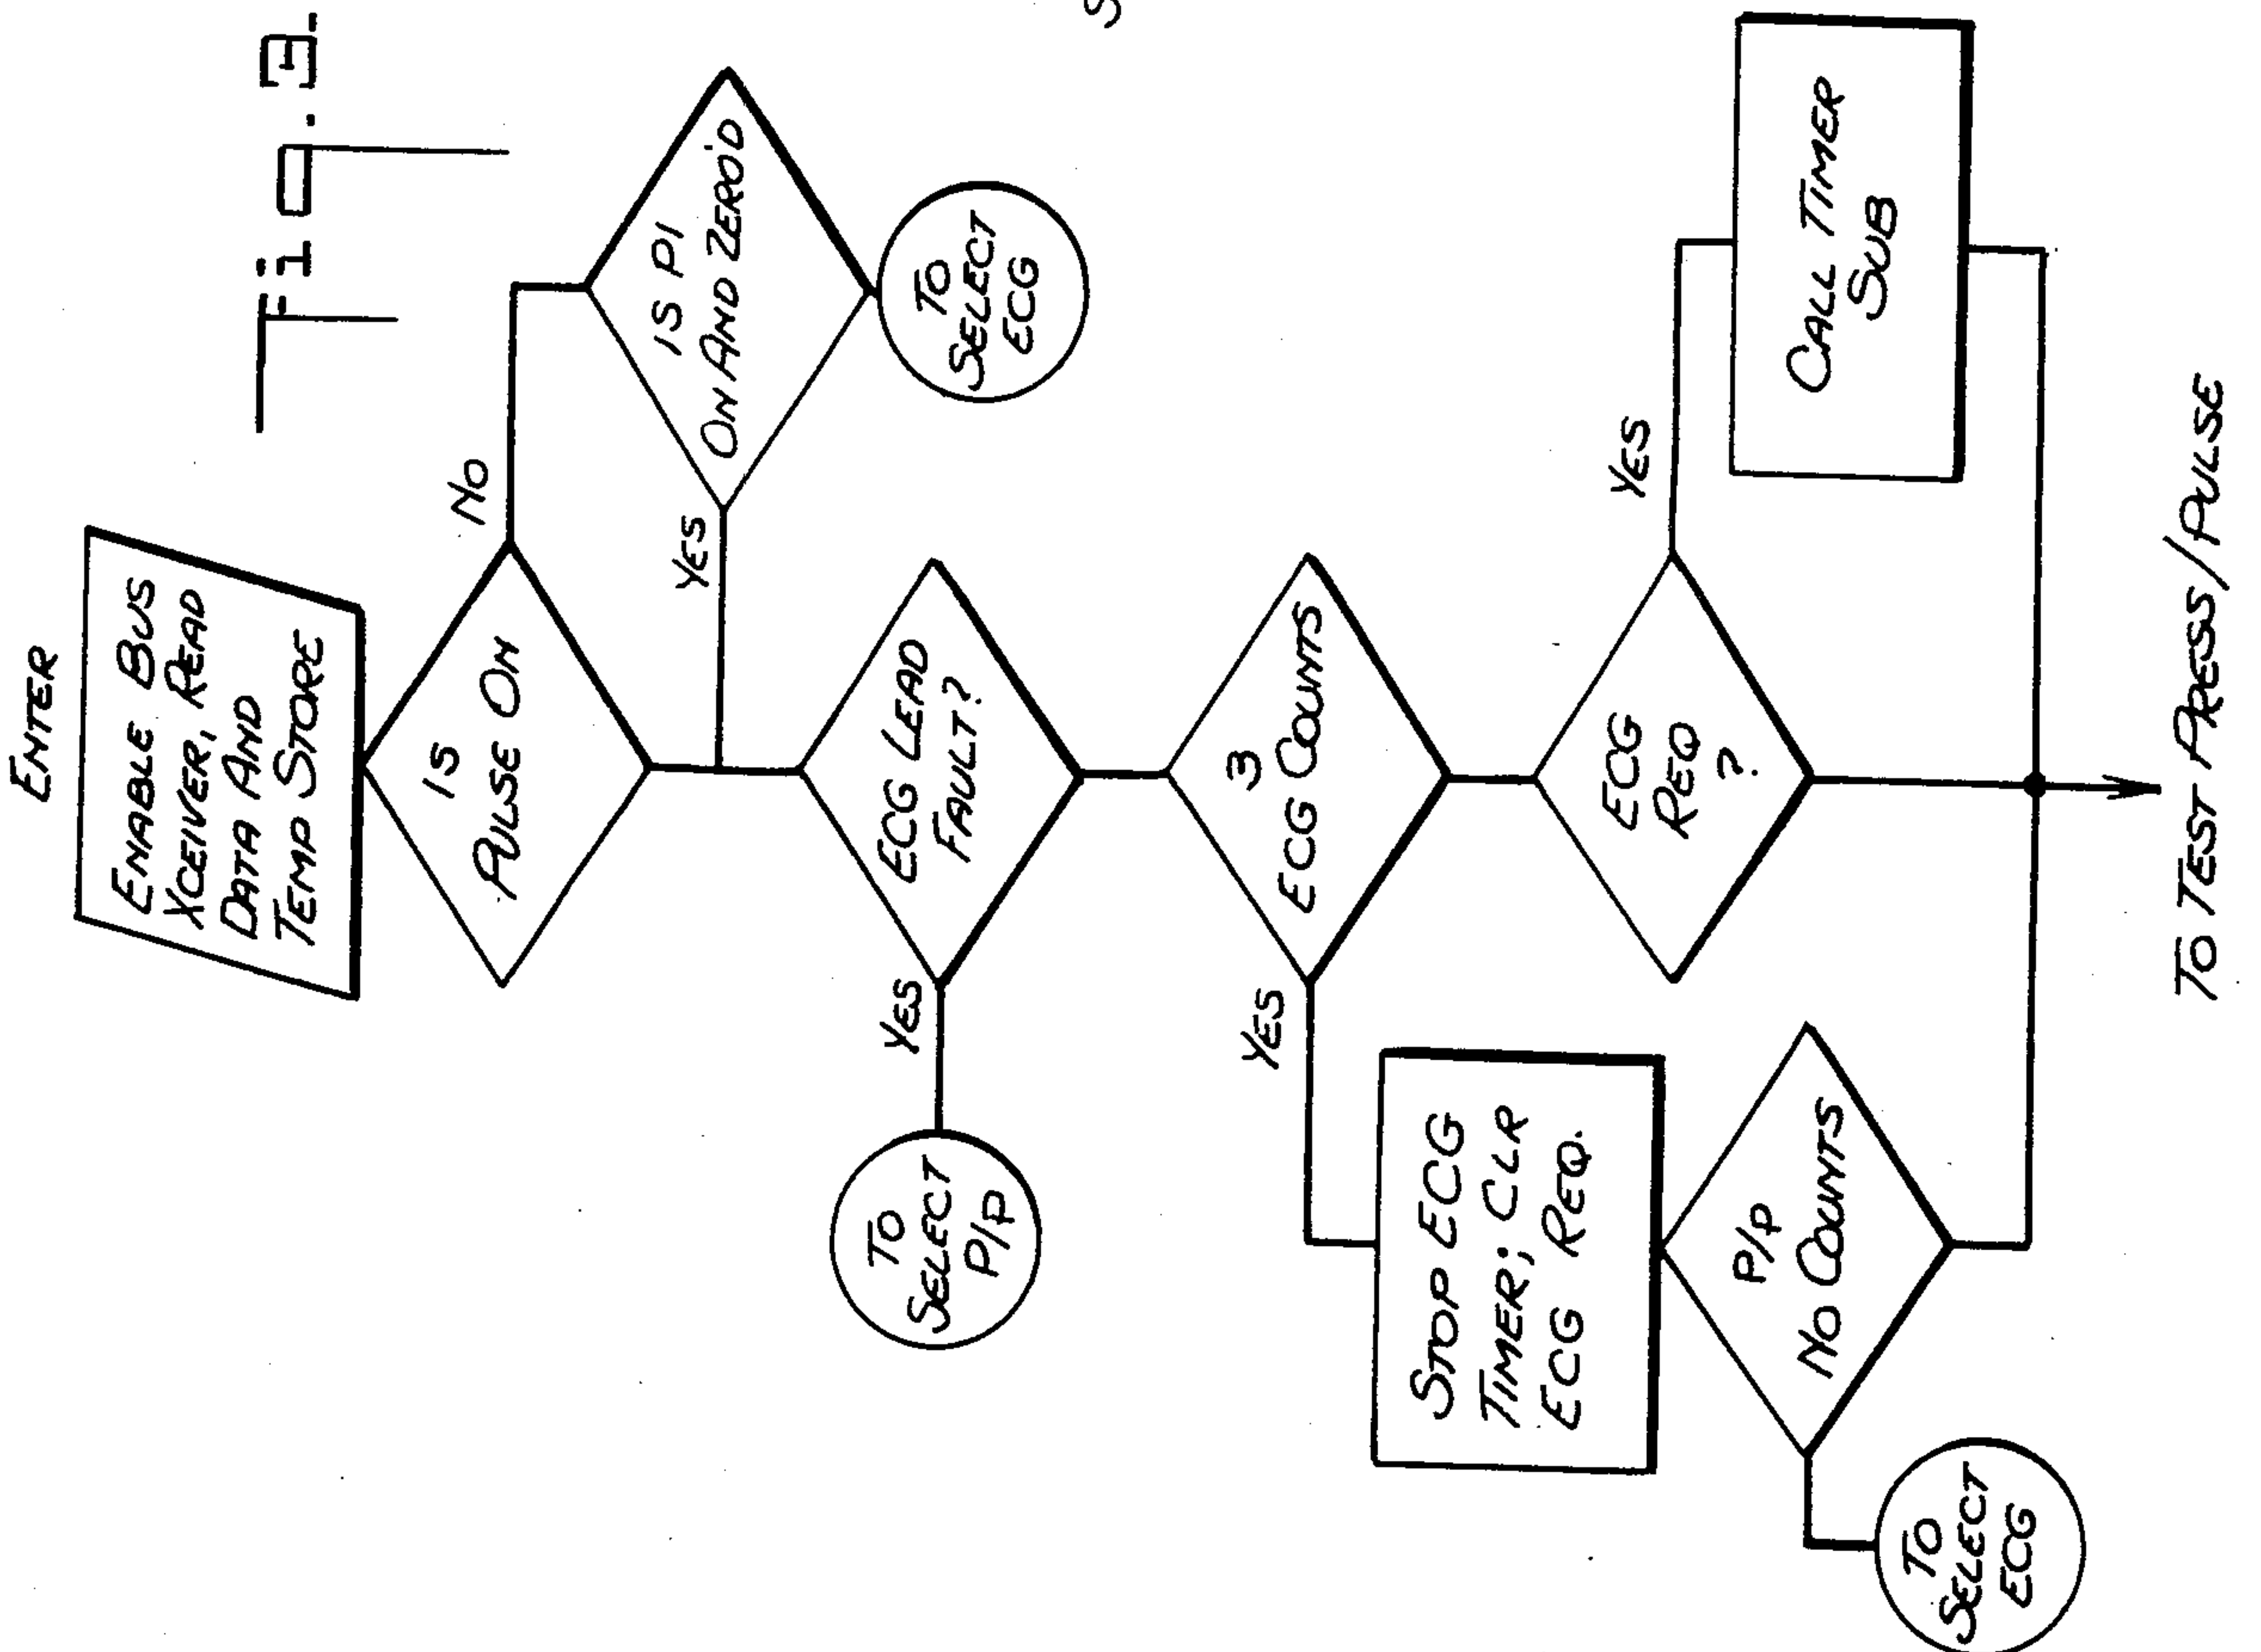 Fig.
ENTER
ENABLE BUS
XCEIVER, READ
DATA AND
TEMP STORE
IS
PULSE ON
NO
IS P1
ON AND ZERO'D
YES
TO
SELECT
ECG
ECG LEAD
FAULT?
YES
TO
SELECT
P/P
3
ECG COUNTS
YES
STOP ECG
TIMER; CLR
ECG REQ.
P/P
NO COUNTS
TO
SELECT
ECG
ECG
REQ
?
YES
CALL TIMER
SUB
TO TEST PRESS/PULSE